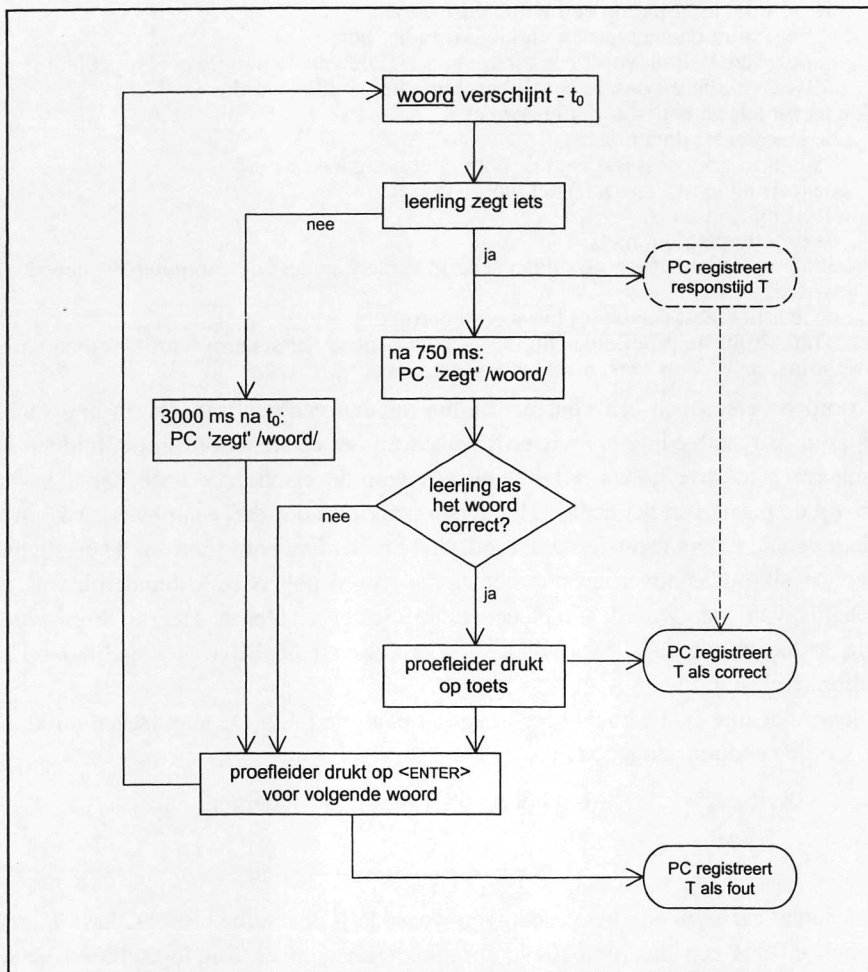 woord verschijnt - t0
leerling zegt iets
nee
ja
PC registreert
responstijd T
na 750 ms:
PC 'zegt' /woord/
3000 ms na t0:
PC 'zegt' /woord/
leerling las
het woord
correct?
nee
ja
proefleider drukt
op toets
PC registreert
T als correct
proefleider drukt op <ENTER>
voor volgende woord
PC registreert
T als fout